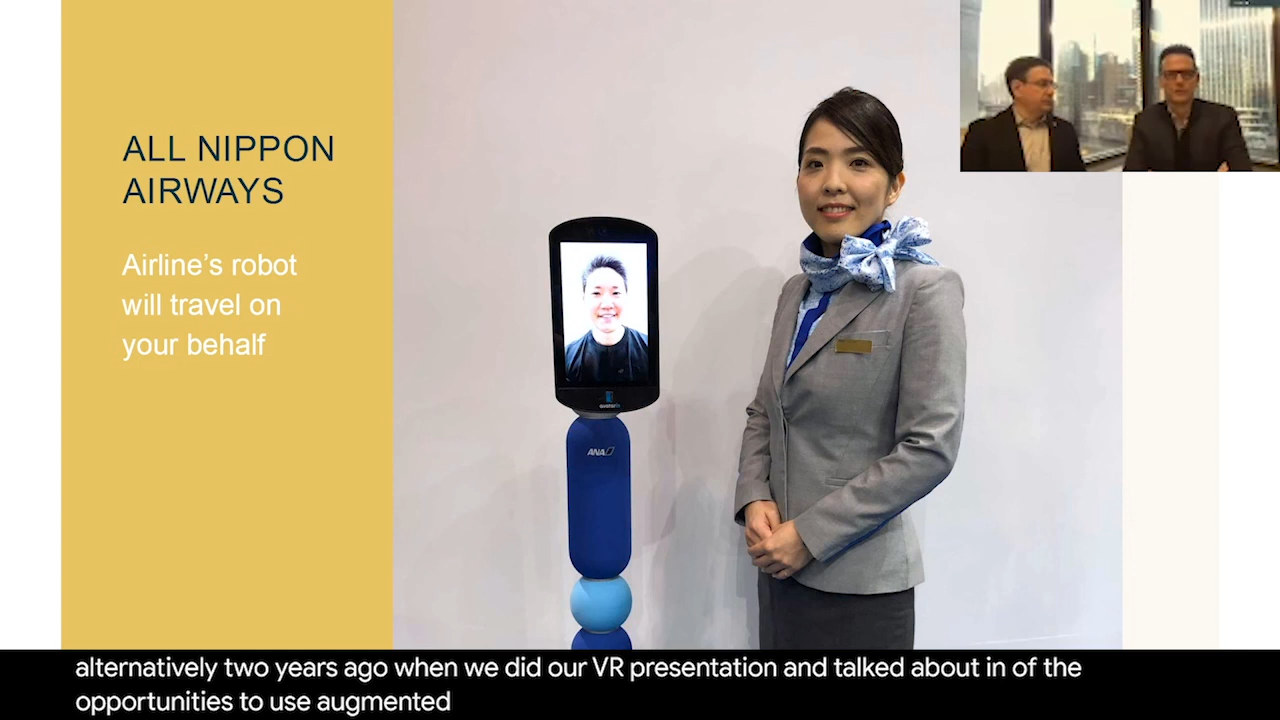 ALL NIPPON
AIRWAYS
Airline's robot
will travel on
your behalf
ANA
alternatively two years ago when we did our VR presentation and talked about in of the
opportunities to use augmented